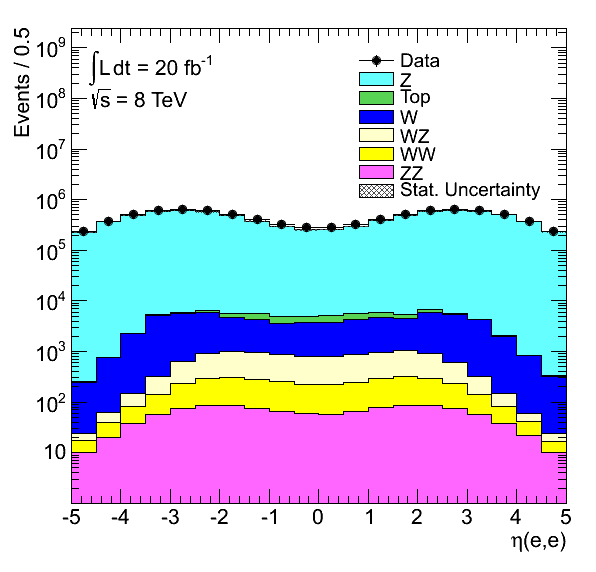 Events / 0.5
10⁹
10⁸
10⁷
10⁶
10⁵
10⁴
10³
10²
10
∫L dt = 20 fb⁻¹
√s = 8 TeV
Data
Z
Top
W
WZ
WW
ZZ
Stat. Uncertainty
-5 -4 -3 -2 -1 0 1 2 3 4 5
η(e,e)